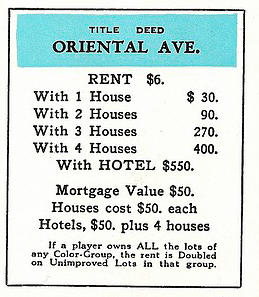 TITLE DEED
ORIENTAL AVE.
RENT $6.
With 1 House $ 30.
With 2 Houses 90.
With 3 Houses 270.
With 4 Houses 400.
With HOTEL $550.
Mortgage Value $50.
Houses cost $50. each
Hotels, $50. plus 4 houses
If a player owns ALL the lots of
any Color-Group, the rent is Doubled
on Unimproved Lots in that group.